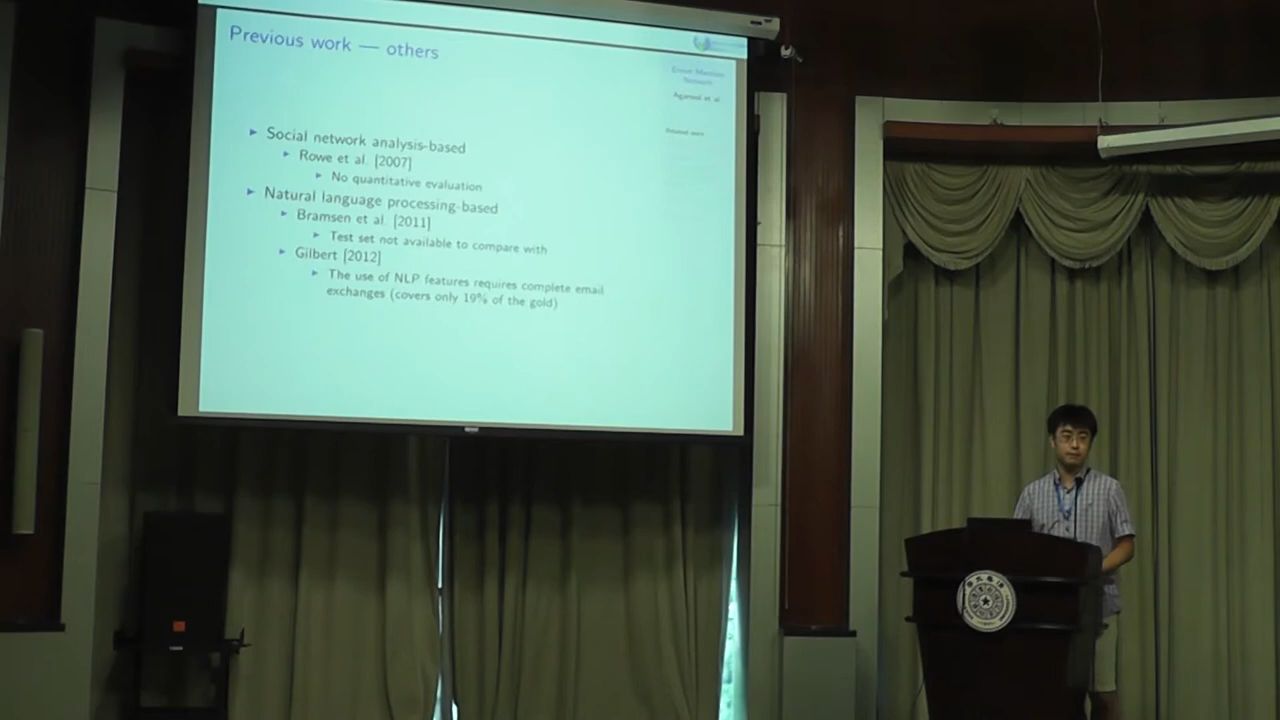 Previous work — others
Enron Mention
Network
Agarwal et al.
Related work
► Social network analysis-based
► Rowe et al. [2007]
► No quantitative evaluation
► Natural language processing-based
► Bramsen et al. [2011]
► Test set not available to compare with
► Gilbert [2012]
► The use of NLP features requires complete email
exchanges (covers only 19% of the gold)